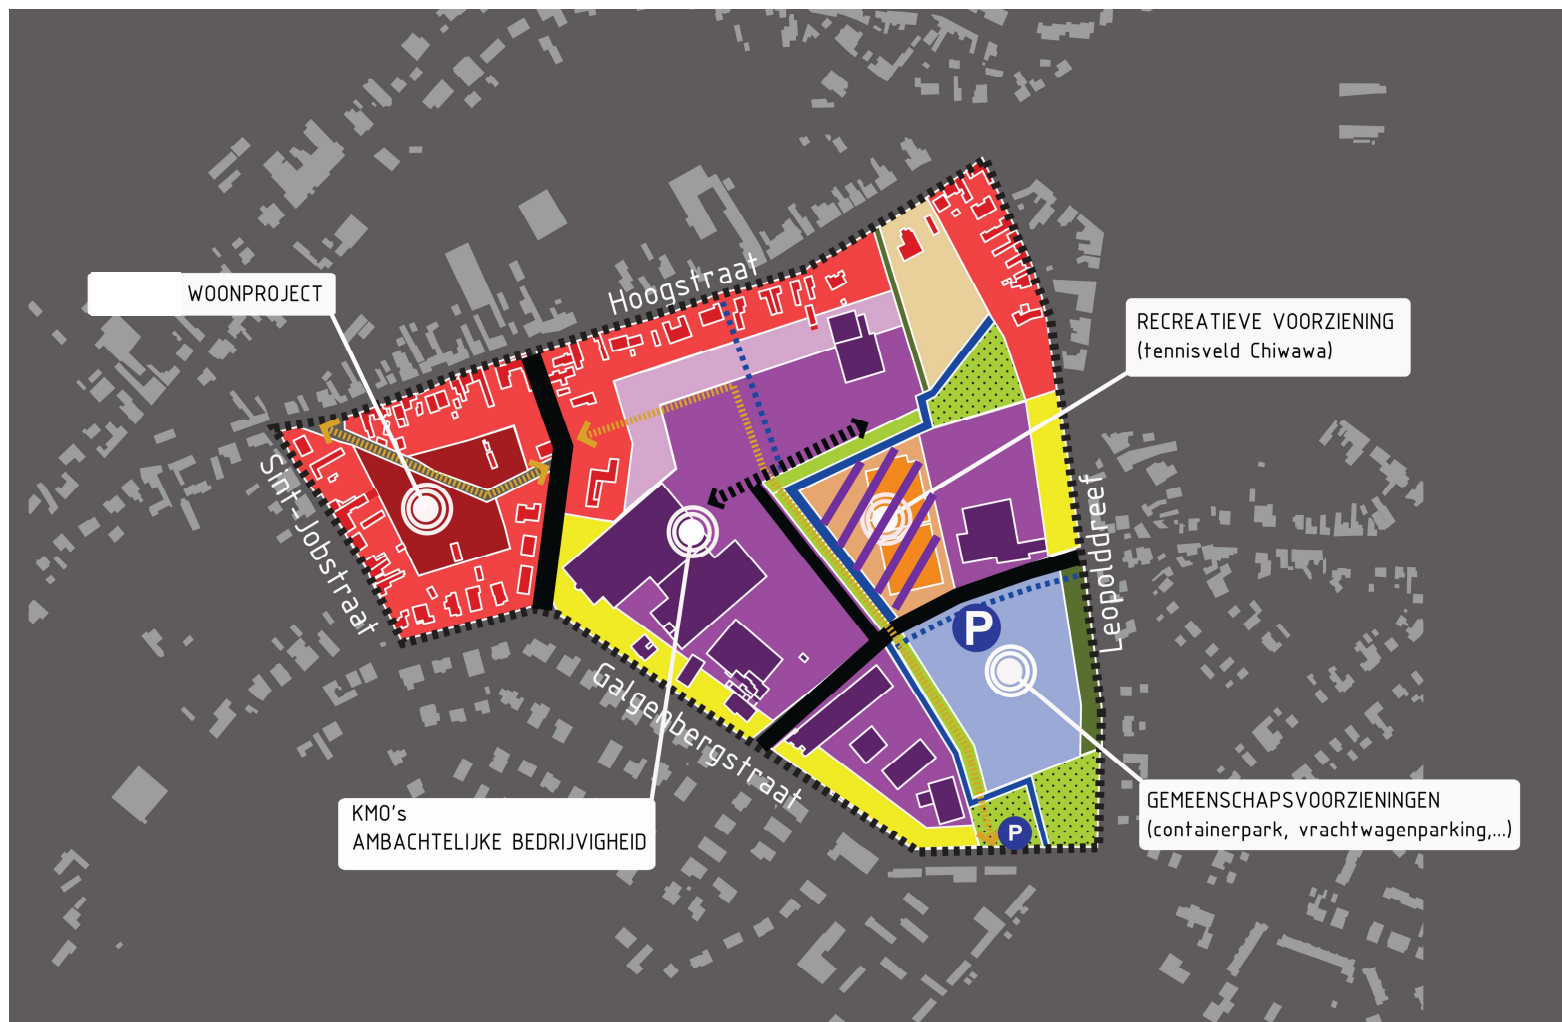 Hoogstraat
WOONPROJECT
RECREATIEVE VOORZIENING
(tennisveld Chiwawa)
Sint-Jobstraat
Leopolddreef
P
Galgenbergstraat
GEMEENSCHAPSVOORZIENINGEN
(containerpark, vrachtwagenparking,...)
KMO's
AMBACHTELIJKE BEDRIJVIGHEID
P